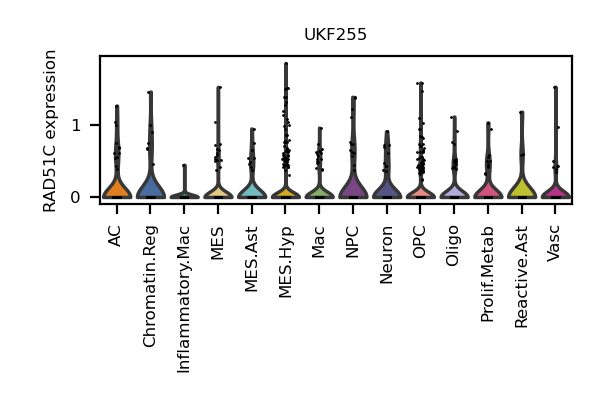 UKF255
RAD51C expression
1
0
AC
Chromatin.Reg
Inflammatory.Mac
MES
MES.Ast
MES.Hyp
Mac
NPC
Neuron
OPC
Oligo
Prolif.Metab
Reactive.Ast
Vasc